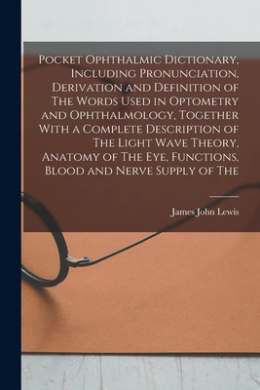 Pocket Ophthalmic Dictionary,
Including Pronunciation,
Derivation and Definition of
The Words Used in Optometry
and Ophthalmology, Together
With a Complete Description of
The Light Wave Theory,
Anatomy of The Eye, Functions,
Blood and Nerve Supply of The
James John Lewis